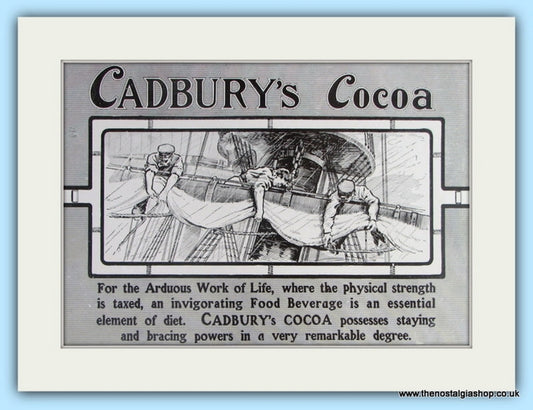 CADBURY's Cocoa
For the Arduous Work of Life, where the physical strength
is taxed, an invigorating Food Beverage is an essential
element of diet. CADBURY's COCOA possesses staying
and bracing powers in a very remarkable degree.
www.thenostalgiashop.co.uk